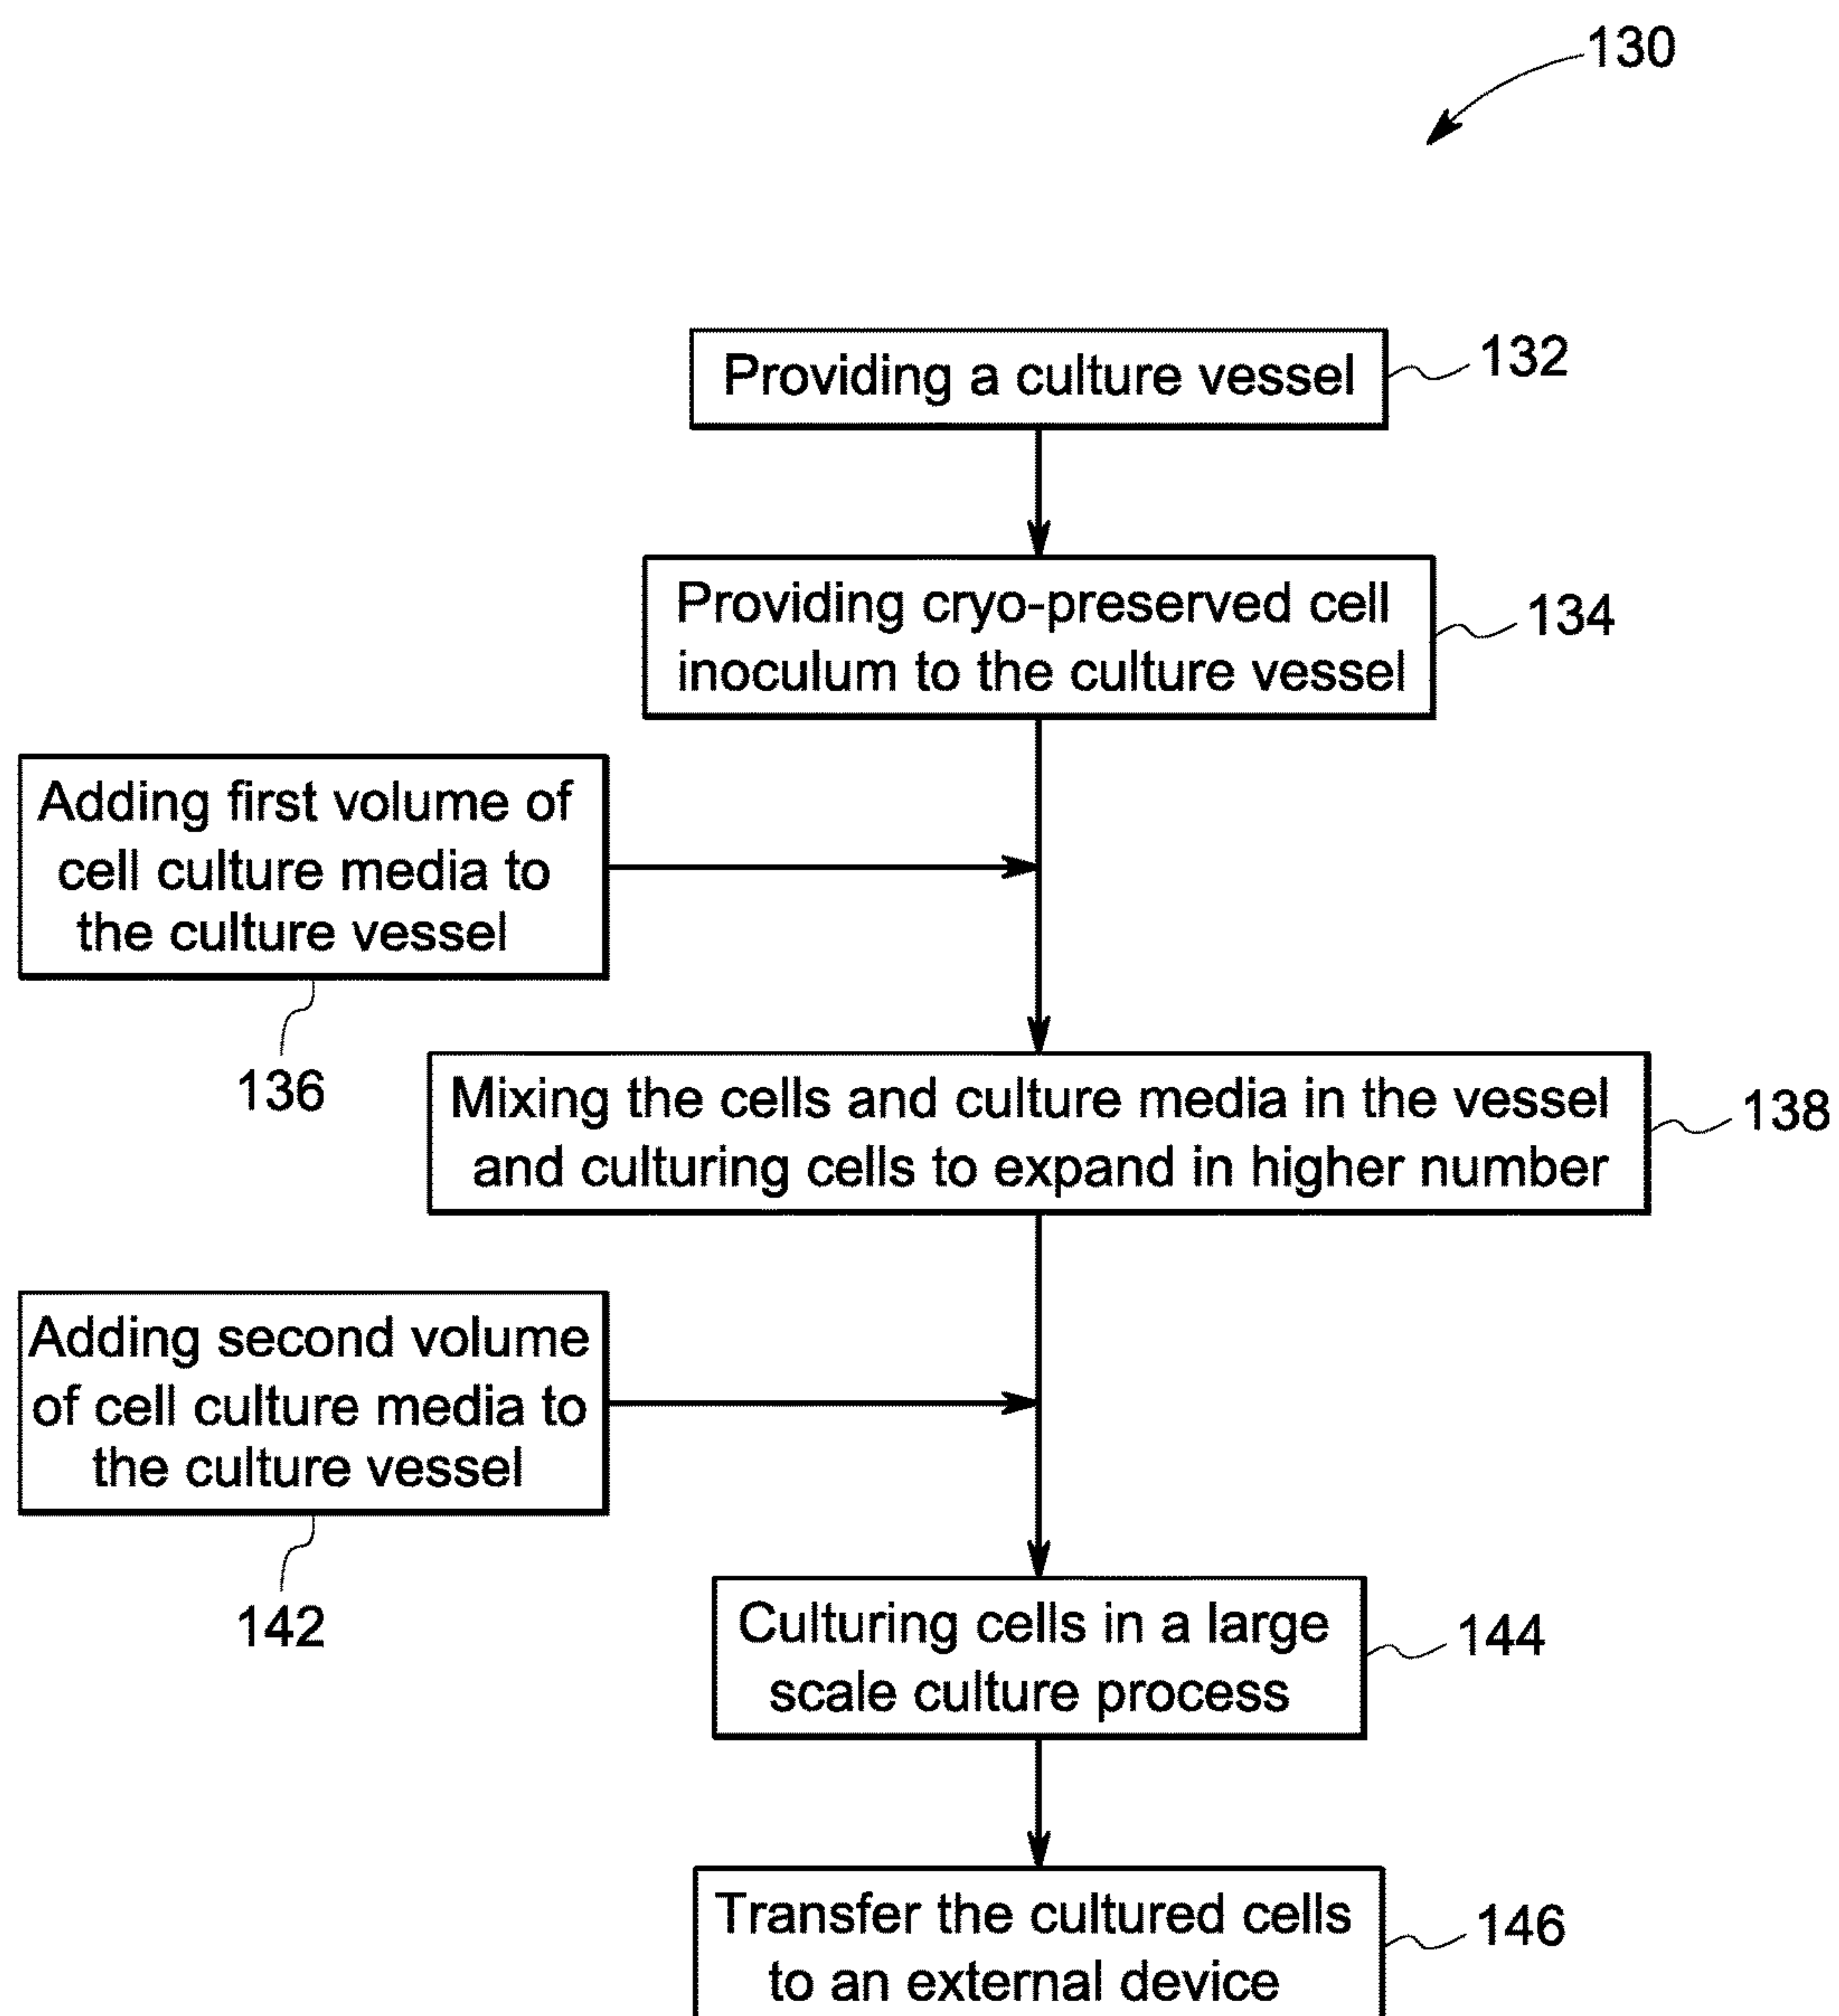 130
Providing a culture vessel
132
Providing cryo-preserved cell
inoculum to the culture vessel
134
Adding first volume of
cell culture media to
the culture vessel
136
Mixing the cells and culture media in the vessel
and culturing cells to expand in higher number
138
Adding second volume
of cell culture media to
the culture vessel
142
Culturing cells in a large
scale culture process
144
Transfer the cultured cells
to an external device
146